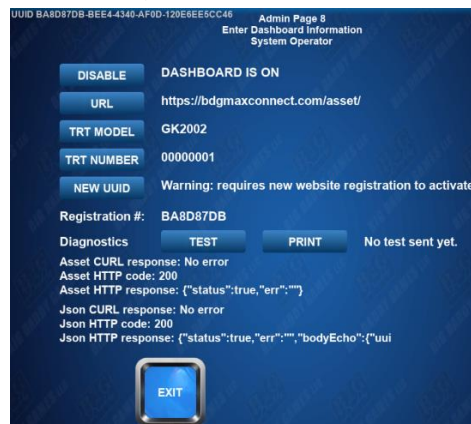 UUID BA8D87DB-BEE4-4340-AF0D-120E6EE5CC46
Admin Page 8
Enter Dashboard Information
System Operator
DISABLE DASHBOARD IS ON
URL https://bdgmaxconnect.com/asset/
TRT MODEL GK2002
TRT NUMBER 00000001
NEW UUID Warning: requires new website registration to activate
Registration #: BA8D87DB
Diagnostics TEST PRINT No test sent yet.
Asset CURL response: No error
Asset HTTP code: 200
Asset HTTP response: {"status":true,"err":""}
Json CURL response: No error
Json HTTP code: 200
Json HTTP response: {"status":true,"err":"","bodyEcho":{"uui
EXIT